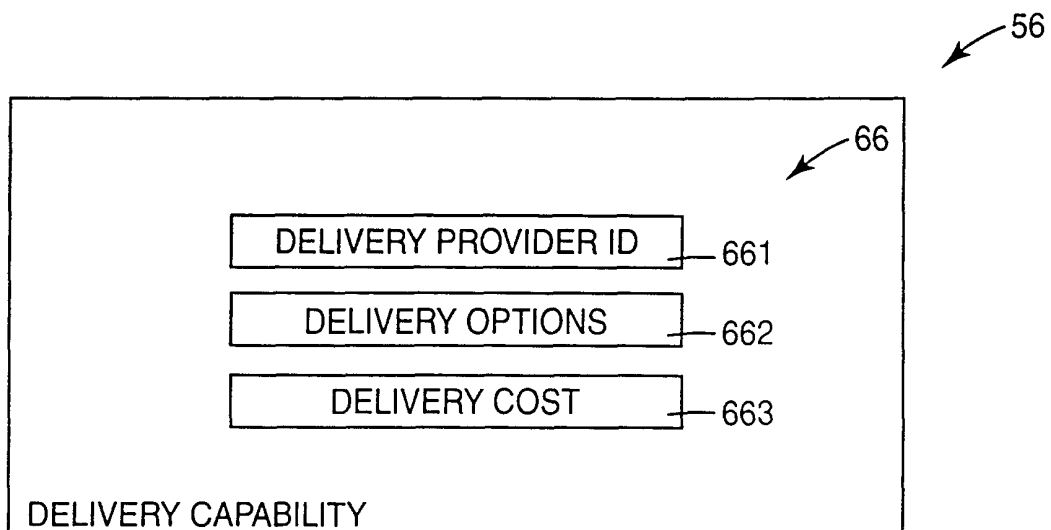 56
66
DELIVERY PROVIDER ID
661
DELIVERY OPTIONS
662
DELIVERY COST
663
DELIVERY CAPABILITY